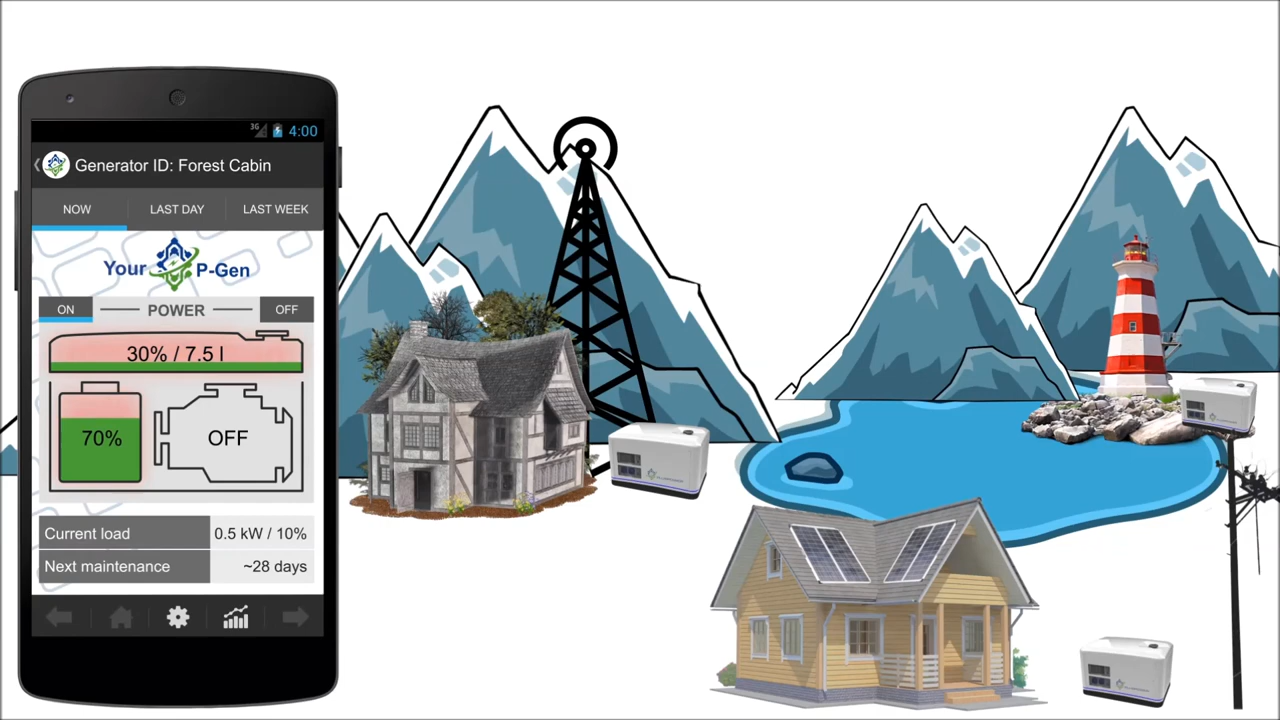 3G 4:00
Generator ID: Forest Cabin
NOW LAST DAY LAST WEEK
Your P-Gen
ON POWER OFF
30% / 7.5 l
70% OFF
Current load 0.5 kW / 10%
Next maintenance ~28 days